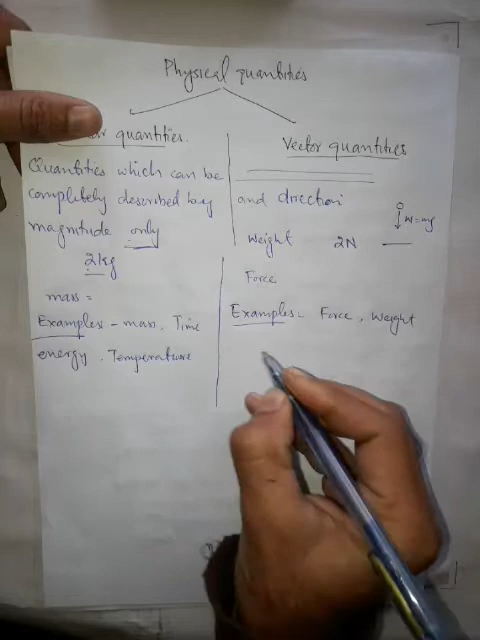 Physical quantities
quantities.
Quantities which can be
completely described by
magnitude only
2kg
mass =
Examples - mass, Time
energy, Temperature
Vector quantities
and direction
Weight 2N
W=mg
Force
Examples - Force, Weight